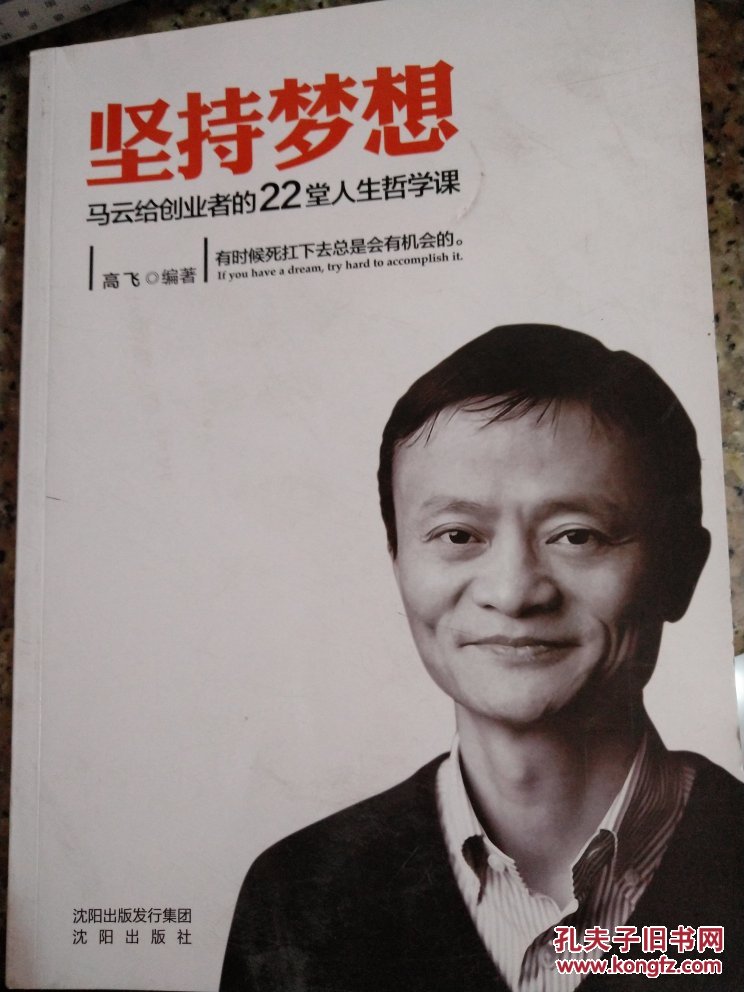 坚持梦想
马云给创业者的22堂人生哲学课
高飞◎编著
有时候死扛下去总是会有机会的。
If you have a dream, try hard to accomplish it.
沈阳出版发行集团
沈阳出版社
孔夫子旧书网
www.kongfz.com